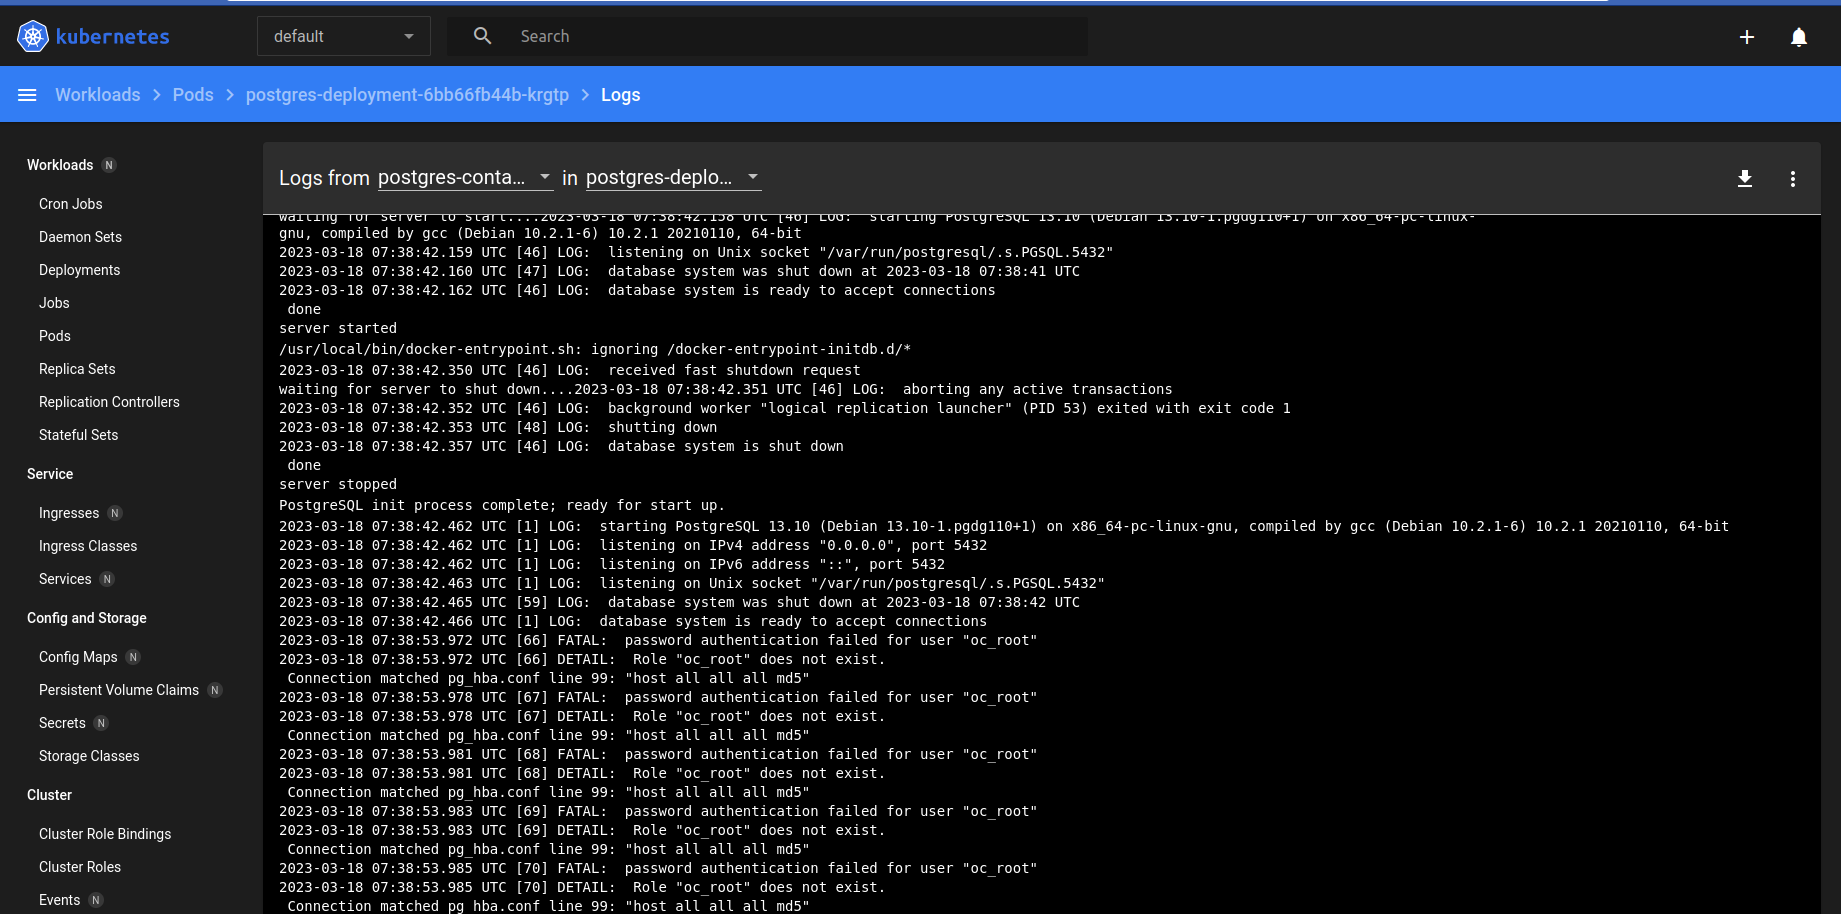 kubernetes
default
Search
Workloads
Pods
postgres-deployment-6bb66fb44b-krgtp
Logs
Workloads N
Cron Jobs
Daemon Sets
Deployments
Jobs
Pods
Replica Sets
Replication Controllers
Stateful Sets
Service
Ingresses N
Ingress Classes
Services N
Config and Storage
Config Maps N
Persistent Volume Claims N
Secrets N
Storage Classes
Cluster
Cluster Role Bindings
Cluster Roles
Events N
Logs from postgres-conta... in postgres-deplo...
waiting for server to start....2023-03-18 07:38:42.158 UTC [46] LOG:  starting PostgreSQL 13.10 (Debian 13.10-1.pgdg110+1) on x86_64-pc-linux-
gnu, compiled by gcc (Debian 10.2.1-6) 10.2.1 20210110, 64-bit
2023-03-18 07:38:42.159 UTC [46] LOG:  listening on Unix socket "/var/run/postgresql/.s.PGSQL.5432"
2023-03-18 07:38:42.160 UTC [47] LOG:  database system was shut down at 2023-03-18 07:38:41 UTC
2023-03-18 07:38:42.162 UTC [46] LOG:  database system is ready to accept connections
done
server started
/usr/local/bin/docker-entrypoint.sh: ignoring /docker-entrypoint-initdb.d/*
2023-03-18 07:38:42.350 UTC [46] LOG:  received fast shutdown request
waiting for server to shut down....2023-03-18 07:38:42.351 UTC [46] LOG:  aborting any active transactions
2023-03-18 07:38:42.352 UTC [46] LOG:  background worker "logical replication launcher" (PID 53) exited with exit code 1
2023-03-18 07:38:42.353 UTC [48] LOG:  shutting down
2023-03-18 07:38:42.357 UTC [46] LOG:  database system is shut down
done
server stopped
PostgreSQL init process complete; ready for start up.
2023-03-18 07:38:42.462 UTC [1] LOG:  starting PostgreSQL 13.10 (Debian 13.10-1.pgdg110+1) on x86_64-pc-linux-gnu, compiled by gcc (Debian 10.2.1-6) 10.2.1 20210110, 64-bit
2023-03-18 07:38:42.462 UTC [1] LOG:  listening on IPv4 address "0.0.0.0", port 5432
2023-03-18 07:38:42.462 UTC [1] LOG:  listening on IPv6 address "::", port 5432
2023-03-18 07:38:42.463 UTC [1] LOG:  listening on Unix socket "/var/run/postgresql/.s.PGSQL.5432"
2023-03-18 07:38:42.465 UTC [59] LOG:  database system was shut down at 2023-03-18 07:38:42 UTC
2023-03-18 07:38:42.466 UTC [1] LOG:  database system is ready to accept connections
2023-03-18 07:38:53.972 UTC [66] FATAL:  password authentication failed for user "oc_root"
2023-03-18 07:38:53.972 UTC [66] DETAIL:  Role "oc_root" does not exist.
Connection matched pg_hba.conf line 99: "host all all all md5"
2023-03-18 07:38:53.978 UTC [67] FATAL:  password authentication failed for user "oc_root"
2023-03-18 07:38:53.978 UTC [67] DETAIL:  Role "oc_root" does not exist.
Connection matched pg_hba.conf line 99: "host all all all md5"
2023-03-18 07:38:53.981 UTC [68] FATAL:  password authentication failed for user "oc_root"
2023-03-18 07:38:53.981 UTC [68] DETAIL:  Role "oc_root" does not exist.
Connection matched pg_hba.conf line 99: "host all all all md5"
2023-03-18 07:38:53.983 UTC [69] FATAL:  password authentication failed for user "oc_root"
2023-03-18 07:38:53.983 UTC [69] DETAIL:  Role "oc_root" does not exist.
Connection matched pg_hba.conf line 99: "host all all all md5"
2023-03-18 07:38:53.985 UTC [70] FATAL:  password authentication failed for user "oc_root"
2023-03-18 07:38:53.985 UTC [70] DETAIL:  Role "oc_root" does not exist.
Connection matched pg_hba.conf line 99: "host all all all md5"